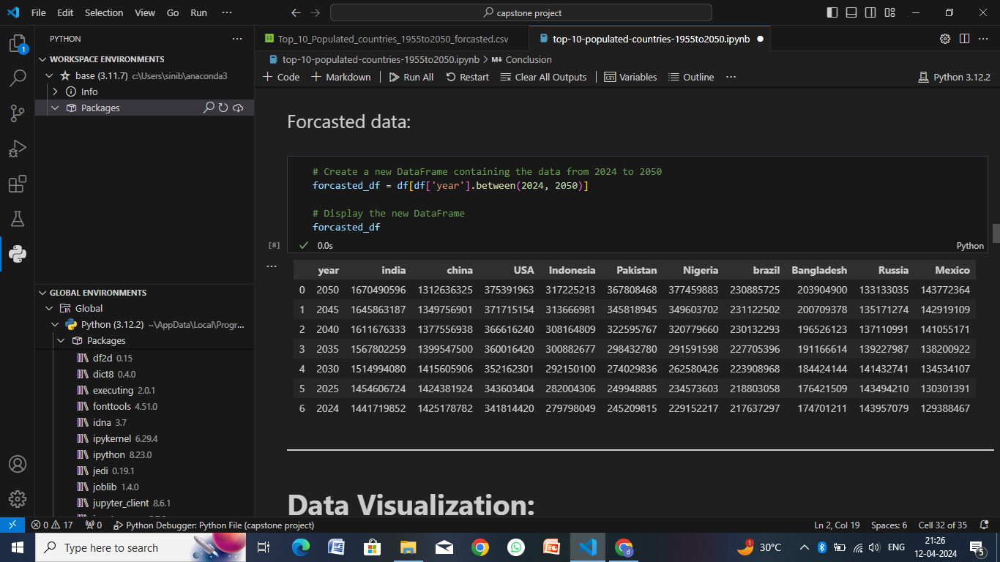 File Edit Selection View Go Run ··· capstone project
PYTHON ···
WORKSPACE ENVIRONMENTS
base (3.11.7) c:\Users\sinib\anaconda3
Info
Packages
GLOBAL ENVIRONMENTS
Global
Python (3.12.2) ~\AppData\Local\Progr...
Packages
df2d 0.15
dict8 0.4.0
executing 2.0.1
fonttools 4.51.0
idna 3.7
ipykernel 6.29.4
ipython 8.23.0
jedi 0.19.1
joblib 1.4.0
jupyter_client 8.6.1
Top_10_Populated_countries_1955to2050_forcasted.csv top-10-populated-countries-1955to2050.ipynb
top-10-populated-countries-1955to2050.ipynb > M↓ Conclusion
+ Code + Markdown Run All Restart Clear All Outputs Variables Outline ··· Python 3.12.2
Forcasted data:
# Create a new DataFrame containing the data from 2024 to 2050
forcasted_df = df[df['year'].between(2024, 2050)]
# Display the new DataFrame
forcasted_df
[8] 0.0s Python
year india china USA Indonesia Pakistan Nigeria brazil Bangladesh Russia Mexico
0 2050 1670490596 1312636325 375391963 317225213 367808468 377459883 230885725 203904900 133133035 143772364
1 2045 1645863187 1349756901 371715154 313666981 345818945 349603702 231122502 200709378 135171274 142919109
2 2040 1611676333 1377556938 366616240 308164809 322595767 320779660 230132293 196526123 137110991 141055171
3 2035 1567802259 1399547500 360016420 300882677 298432780 291591598 227705396 191166614 139227987 138200922
4 2030 1514994080 1415605906 352162301 292150100 274029836 262580426 223908968 184424144 141432741 134534107
5 2025 1454606724 1424381924 343603404 282004306 249948885 234573603 218803058 176421509 143494210 130301391
6 2024 1441719852 1425178782 341814420 279798049 245209815 229152217 217637297 174701211 143957079 129388467
Data Visualization:
0 17 0 Python Debugger: Python File (capstone project) Ln 2, Col 19 Spaces: 6 Cell 32 of 35
Type here to search 30°C ENG 21:26
12-04-2024 5